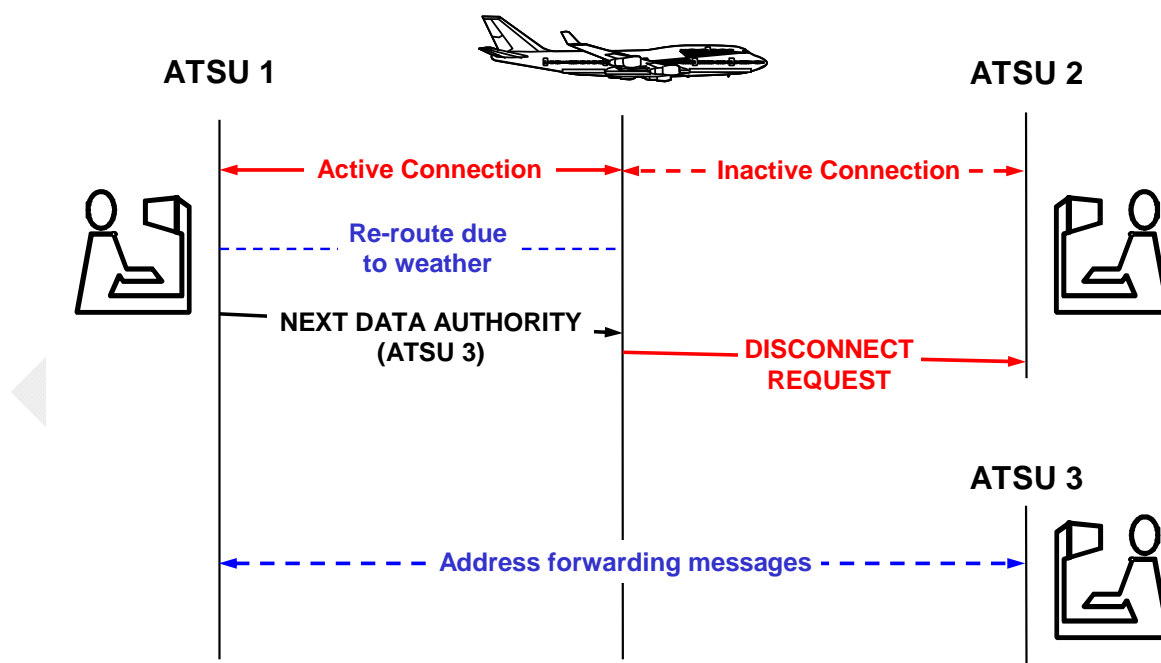 ATSU 1
ATSU 2
Active Connection
Inactive Connection
Re-route due
to weather
NEXT DATA AUTHORITY
(ATSU 3)
DISCONNECT
REQUEST
ATSU 3
Address forwarding messages